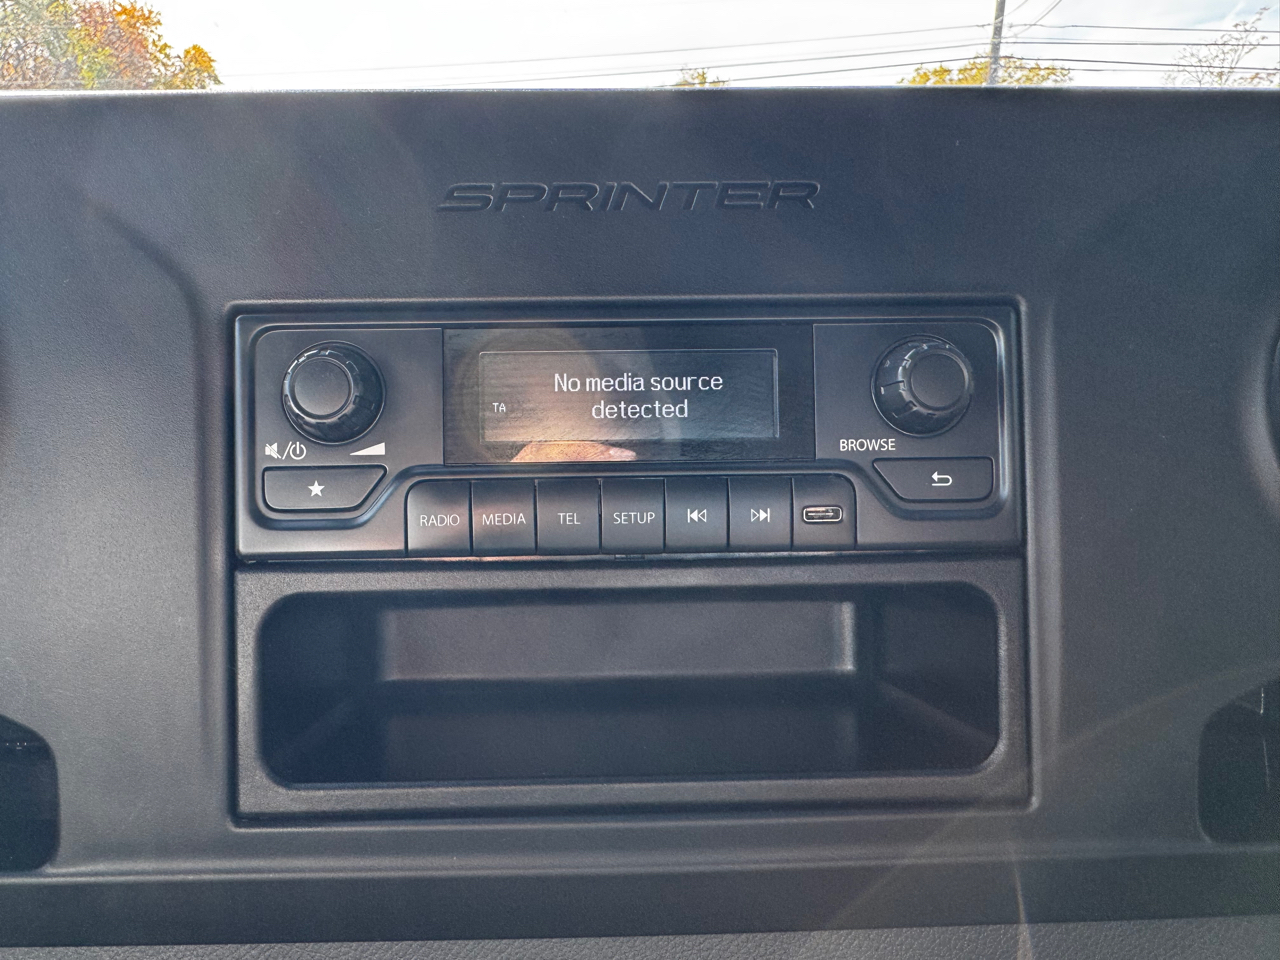 SPRINTER
No media source
TA detected
BROWSE
RADIO MEDIA TEL SETUP